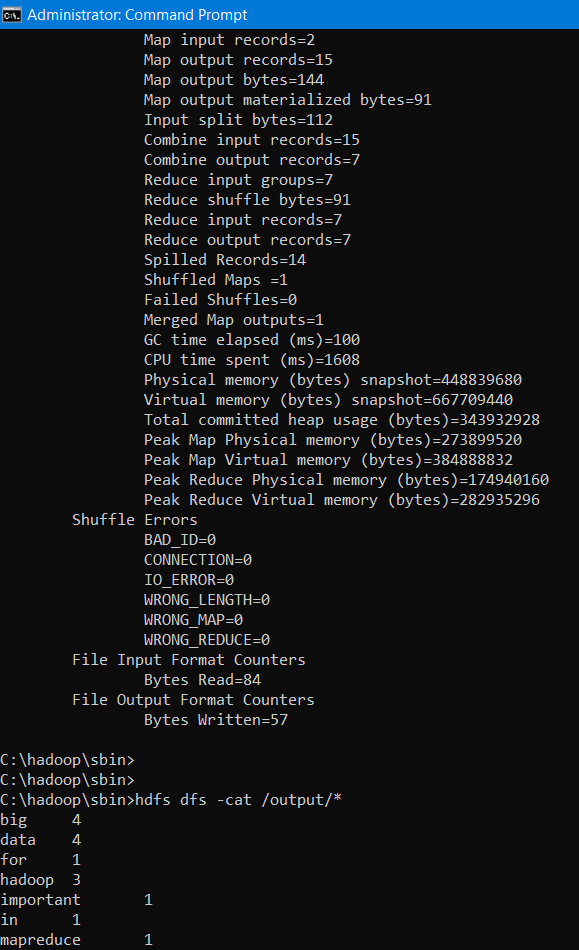 Administrator: Command Prompt
Map input records=2
Map output records=15
Map output bytes=144
Map output materialized bytes=91
Input split bytes=112
Combine input records=15
Combine output records=7
Reduce input groups=7
Reduce shuffle bytes=91
Reduce input records=7
Reduce output records=7
Spilled Records=14
Shuffled Maps =1
Failed Shuffles=0
Merged Map outputs=1
GC time elapsed (ms)=100
CPU time spent (ms)=1608
Physical memory (bytes) snapshot=448839680
Virtual memory (bytes) snapshot=667709440
Total committed heap usage (bytes)=343932928
Peak Map Physical memory (bytes)=273899520
Peak Map Virtual memory (bytes)=384888832
Peak Reduce Physical memory (bytes)=174940160
Peak Reduce Virtual memory (bytes)=282935296
Shuffle Errors
BAD_ID=0
CONNECTION=0
IO_ERROR=0
WRONG_LENGTH=0
WRONG_MAP=0
WRONG_REDUCE=0
File Input Format Counters
Bytes Read=84
File Output Format Counters
Bytes Written=57
C:\hadoop\sbin>
C:\hadoop\sbin>
C:\hadoop\sbin>hdfs dfs -cat /output/*
big 4
data 4
for 1
hadoop 3
important 1
in 1
mapreduce 1